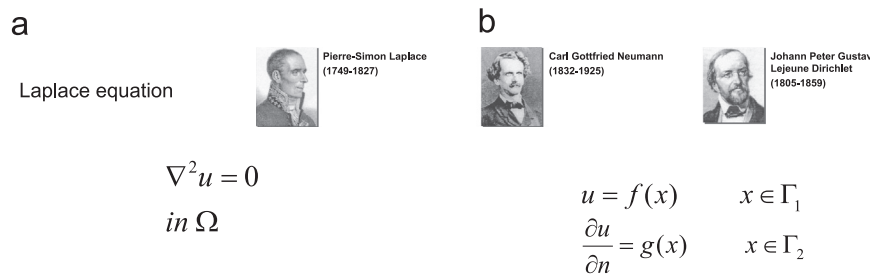 a
Pierre-Simon Laplace
(1749-1827)
Laplace equation
∇²u = 0
in Ω
b
Carl Gottfried Neumann
(1832-1925)
Johann Peter Gustav
Lejeune Dirichlet
(1805-1859)
u = f(x) x ∈ Γ₁
∂u/∂n = g(x) x ∈ Γ₂